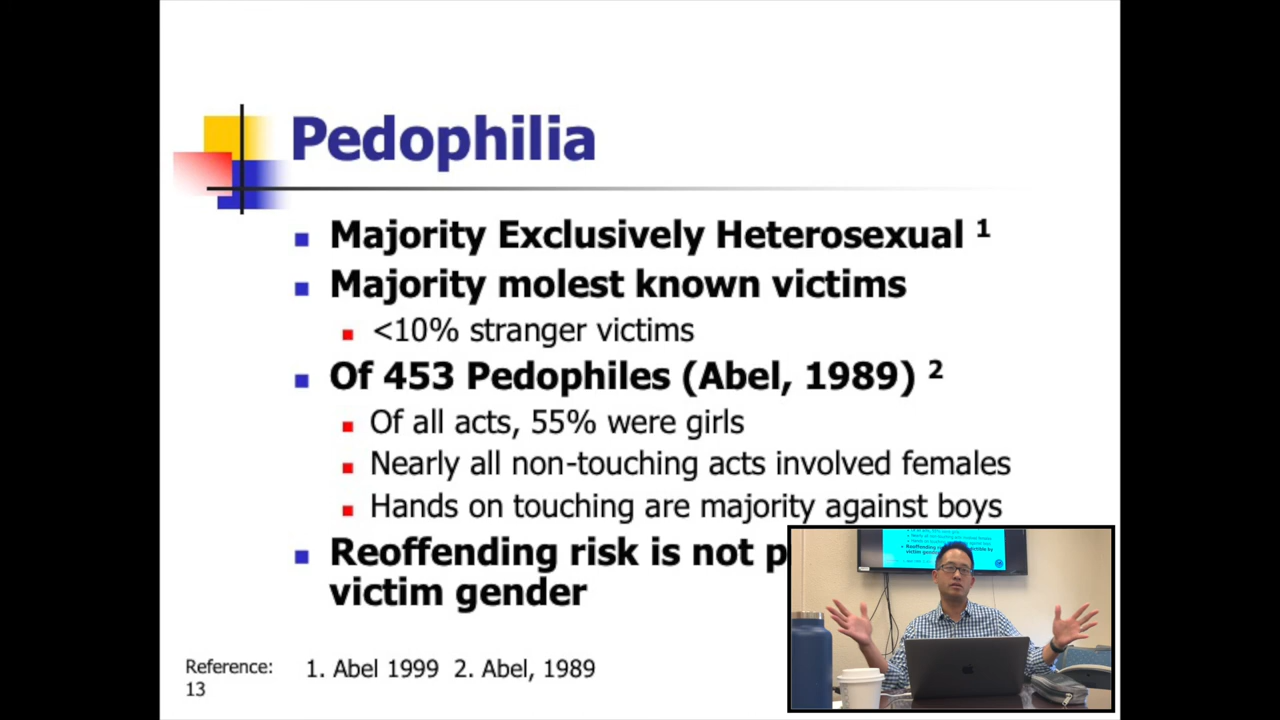 Pedophilia
Majority Exclusively Heterosexual 1
Majority molest known victims
<10% stranger victims
Of 453 Pedophiles (Abel, 1989) 2
Of all acts, 55% were girls
Nearly all non-touching acts involved females
Hands on touching are majority against boys
Reoffending risk is not p
victim gender
Reference: 1. Abel 1999 2. Abel, 1989
13